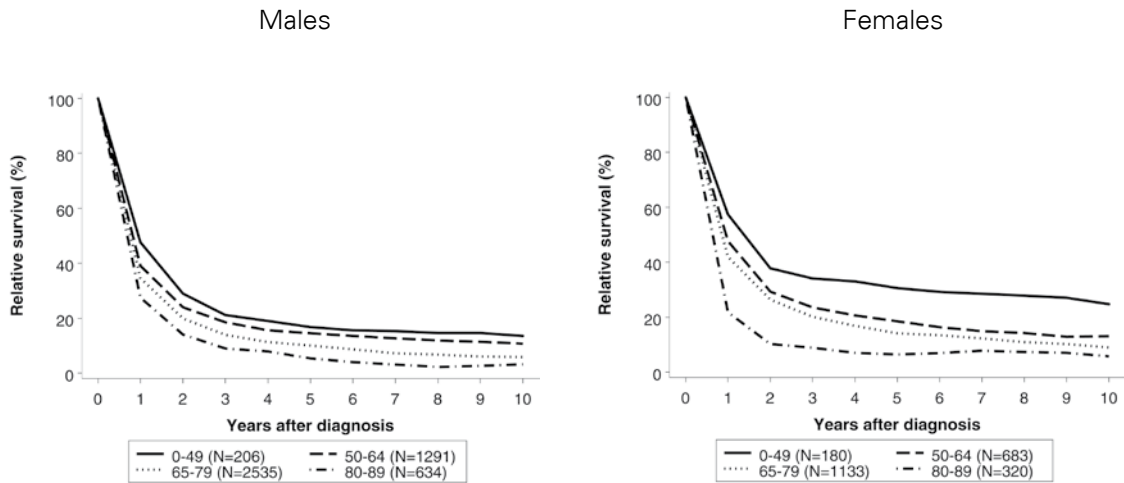 Males
Females
Relative survival (%)
100
80
60
40
20
0
0 1 2 3 4 5 6 7 8 9 10
Years after diagnosis
0-49 (N=206) 50-64 (N=1291)
65-79 (N=2535) 80-89 (N=634)
Relative survival (%)
100
80
60
40
20
0
0 1 2 3 4 5 6 7 8 9 10
Years after diagnosis
0-49 (N=180) 50-64 (N=683)
65-79 (N=1133) 80-89 (N=320)